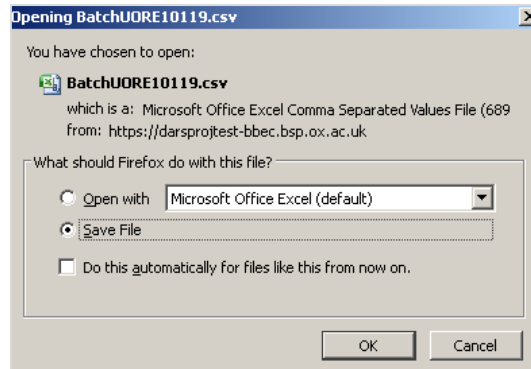 Opening BatchUORE10119.csv
You have chosen to open:
BatchUORE10119.csv
which is a: Microsoft Office Excel Comma Separated Values File (689
from: https://darsprojtest-bbec.bsp.ox.ac.uk
What should Firefox do with this file?
Open with Microsoft Office Excel (default)
Save File
Do this automatically for files like this from now on.
OK Cancel